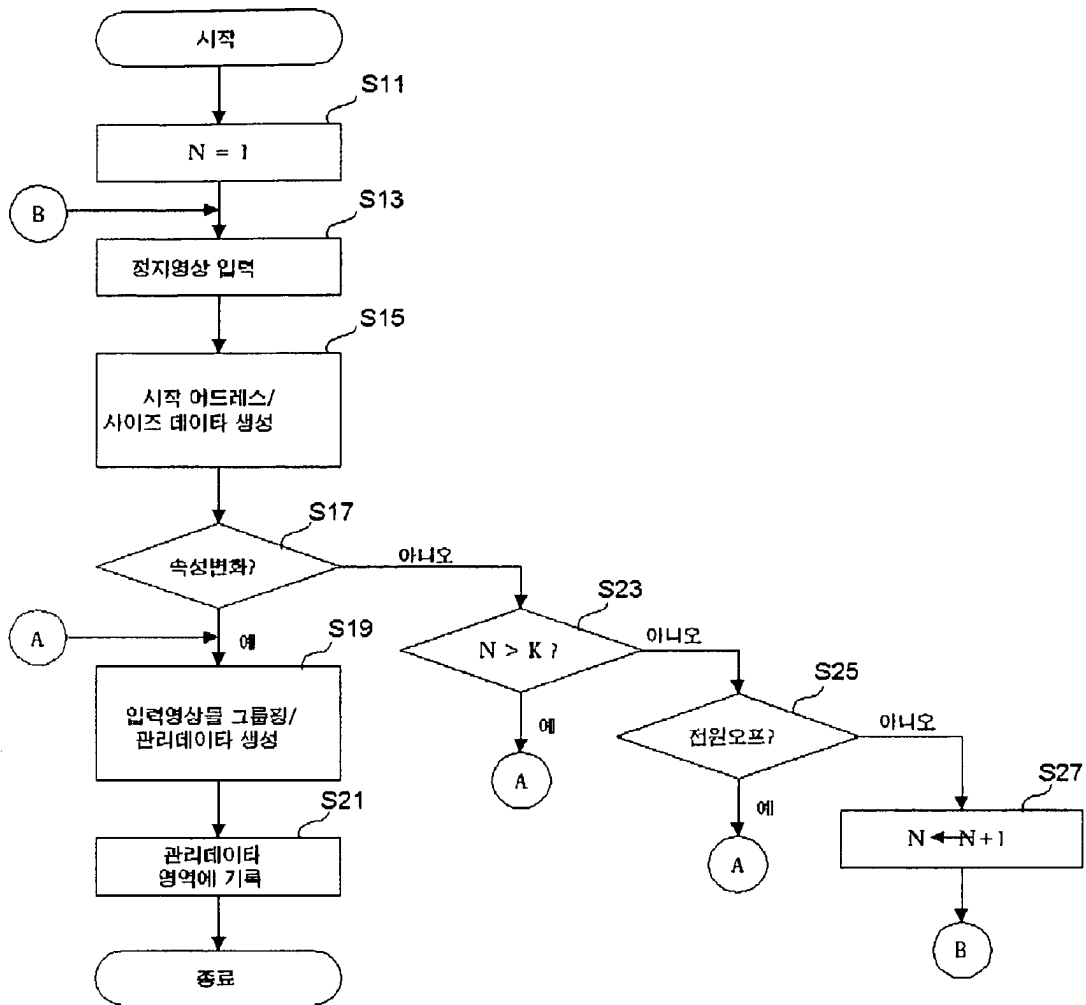 시작
S11
N = 1
B
S13
정지영상 입력
S15
시작 어드레스/
사이즈 데이타 생성
S17
속성변화?
아니오
A
예
S19
입력영상물 그룹핑/
관리데이타 생성
S21
관리데이타
영역에 기록
종료
S23
N > K ?
아니오
예
A
S25
전원오프?
아니오
예
A
S27
N ← N+1
B